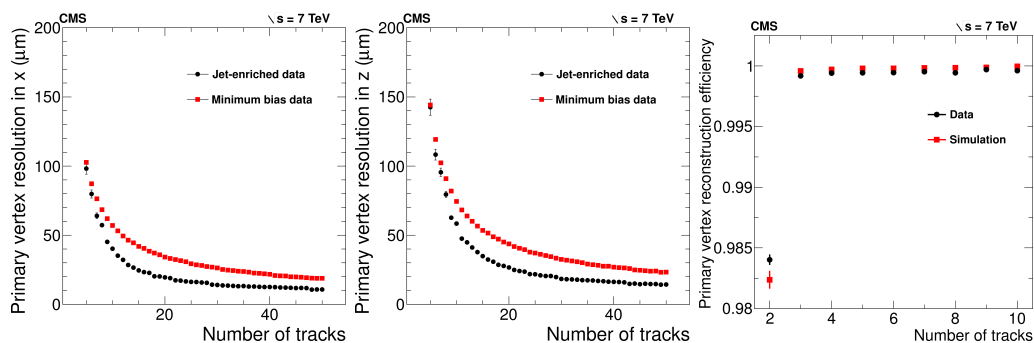 CMS
∖ s = 7 TeV
Primary vertex resolution in x (μm)
200
150
100
50
0
Jet-enriched data
Minimum bias data
20
40
Number of tracks
CMS
∖ s = 7 TeV
Primary vertex resolution in z (μm)
200
150
100
50
0
Jet-enriched data
Minimum bias data
20
40
Number of tracks
CMS
∖ s = 7 TeV
Primary vertex reconstruction efficiency
1
0.995
0.99
0.985
0.98
Data
Simulation
2 4 6 8 10
Number of tracks